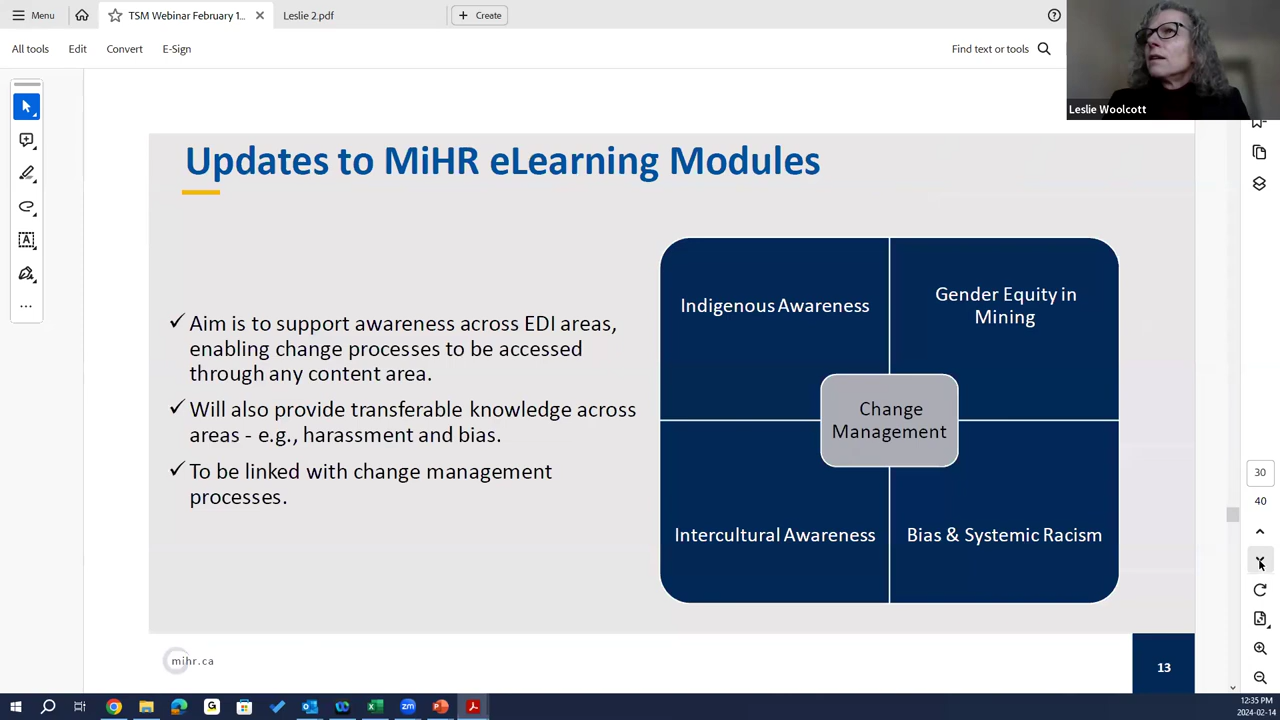 Menu
TSM Webinar February 1...
Leslie 2.pdf
Create
All tools
Edit
Convert
E-Sign
Find text or tools
Leslie Woolcott
Updates to MiHR eLearning Modules
Aim is to support awareness across EDI areas,
enabling change processes to be accessed
through any content area.
Will also provide transferable knowledge across
areas - e.g., harassment and bias.
To be linked with change management
processes.
Indigenous Awareness
Gender Equity in
Mining
Change
Management
Intercultural Awareness
Bias & Systemic Racism
mihr.ca
13
30
40
12:35 PM
2024-02-14